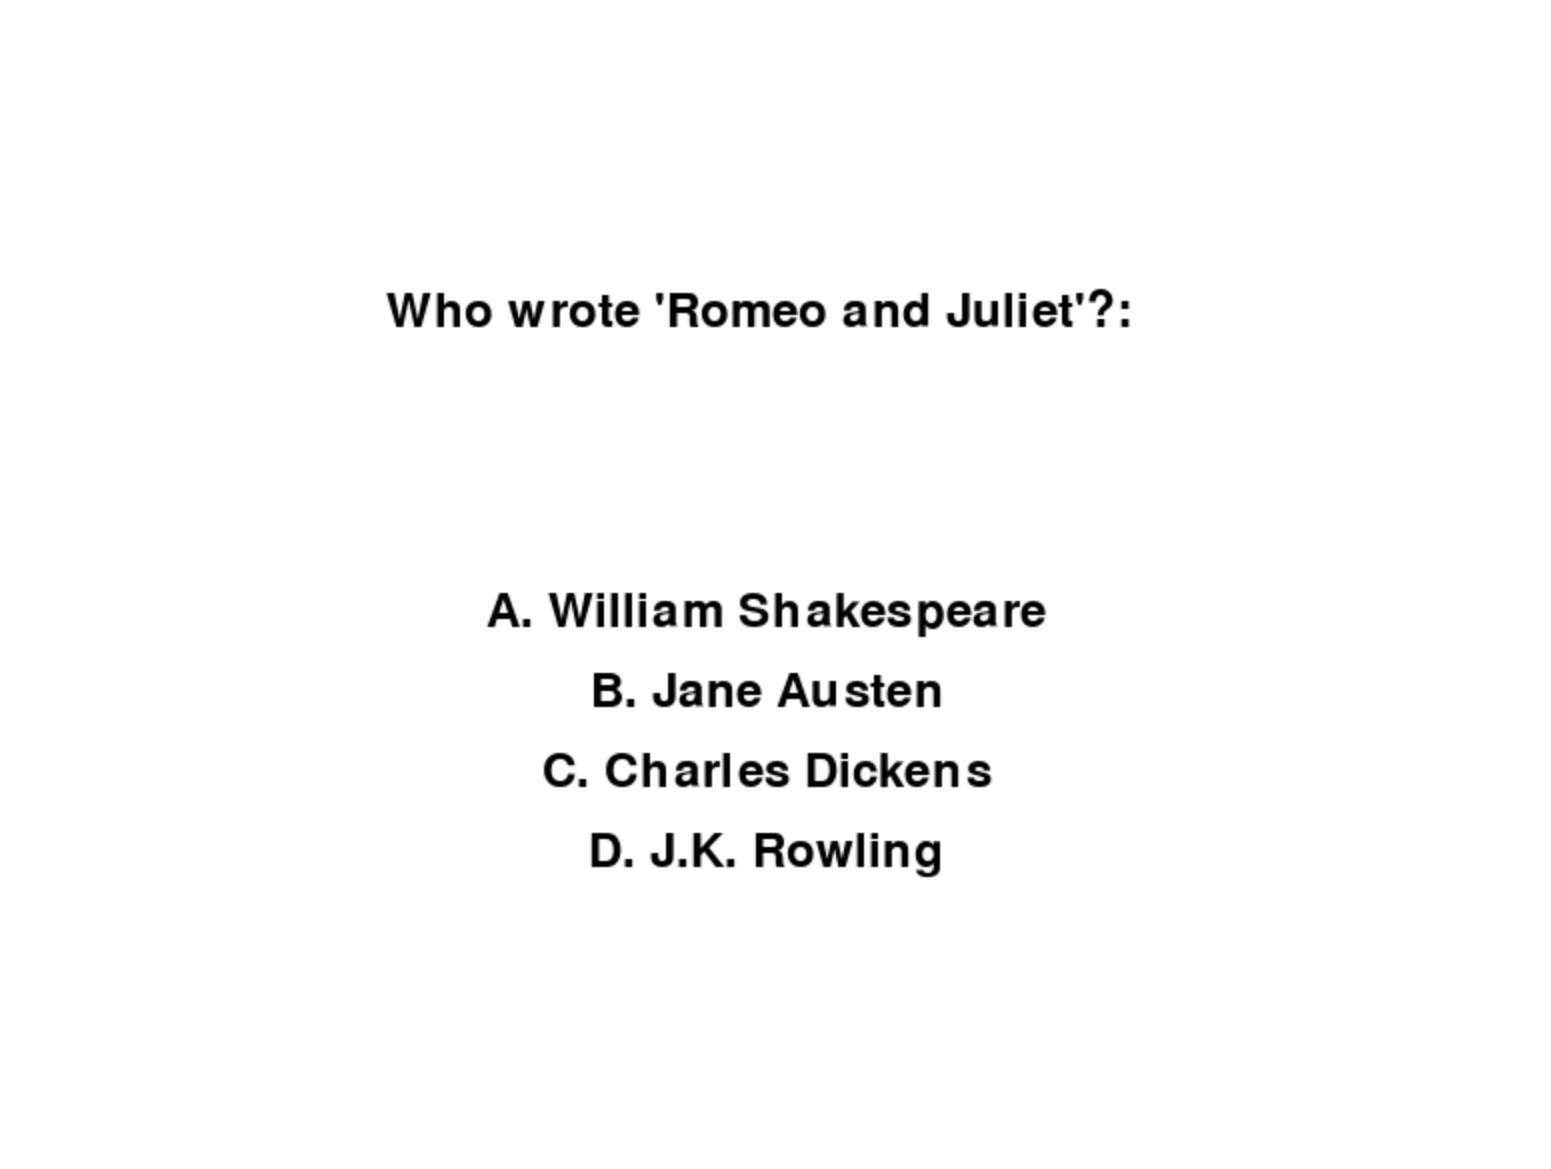 Who wrote 'Romeo and Juliet'?:
A. William Shakespeare
B. Jane Austen
C. Charles Dickens
D. J.K. Rowling